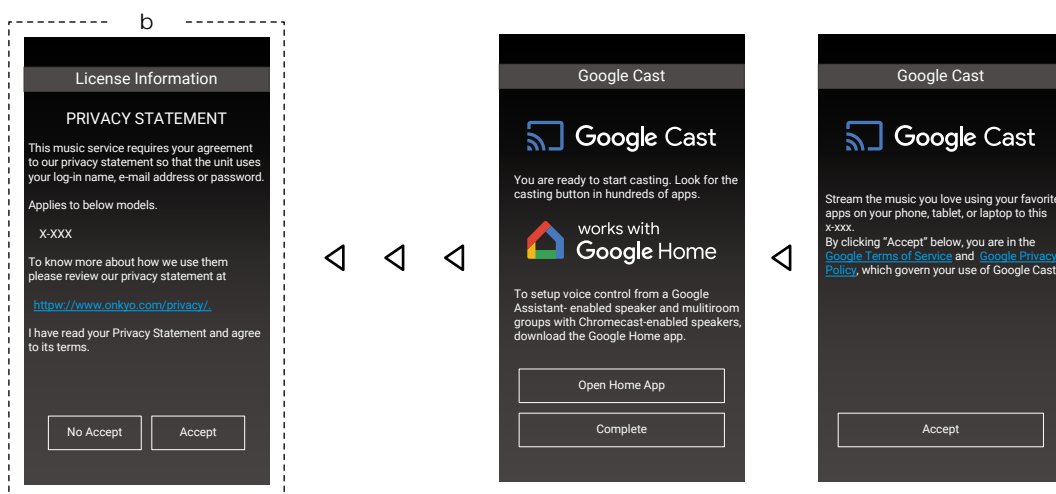 b
License Information
PRIVACY STATEMENT
This music service requires your agreement
to our privacy statement so that the unit uses
your log-in name, e-mail address or password.
Applies to below models.
X-XXX
To know more about how we use them
please review our privacy statement at
httpw://www.onkyo.com/privacy/.
I have read your Privacy Statement and agree
to its terms.
No Accept
Accept
Google Cast
Google Cast
You are ready to start casting. Look for the
casting button in hundreds of apps.
works with
Google Home
To setup voice control from a Google
Assistant- enabled speaker and mulitiroom
groups with Chromecast-enabled speakers,
download the Google Home app.
Open Home App
Complete
Google Cast
Google Cast
Stream the music you love using your favorite
apps on your phone, tablet, or laptop to this
x-xxx.
By clicking “Accept” below, you are in the
Google Terms of Service and Google Privacy
Policy, which govern your use of Google Cast
Accept